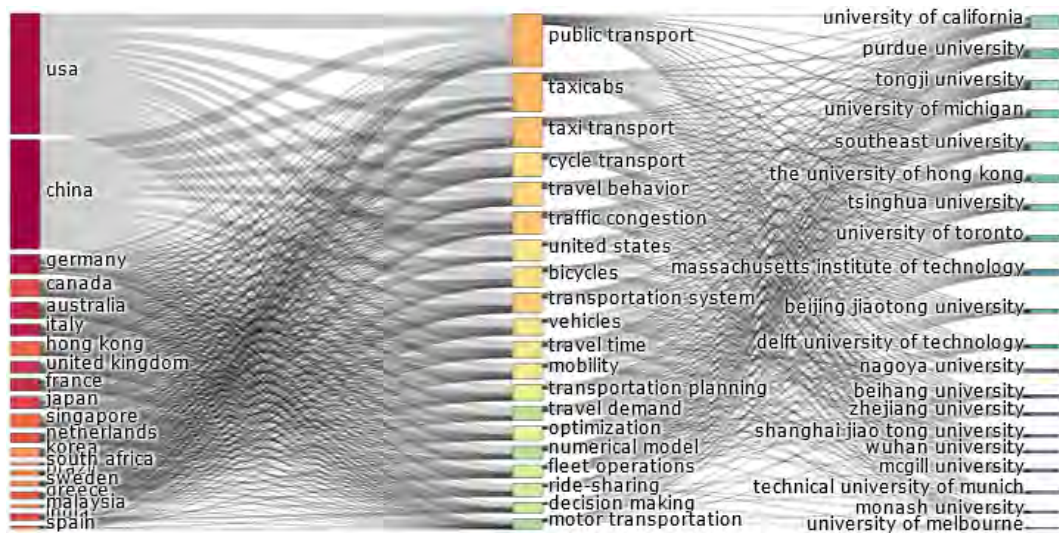 usa
china
germany
canada
australia
italy
hong kong
united kingdom
france
japan
singapore
netherlands
korea
south africa
brazil
sweden
greece
malaysia
spain
public transport
taxicabs
taxi transport
cycle transport
travel behavior
traffic congestion
united states
bicycles
transportation system
vehicles
travel time
mobility
transportation planning
travel demand
optimization
numerical model
fleet operations
ride-sharing
decision making
motor transportation
university of california
purdue university
tongji university
university of michigan
southeast university
the university of hong kong
tsinghua university
university of toronto
massachusetts institute of technology
beijing jiaotong university
delft university of technology
nagoya university
beihang university
zhejiang university
shanghai jiao tong university
wuhan university
mcgill university
technical university of munich
monash university
university of melbourne